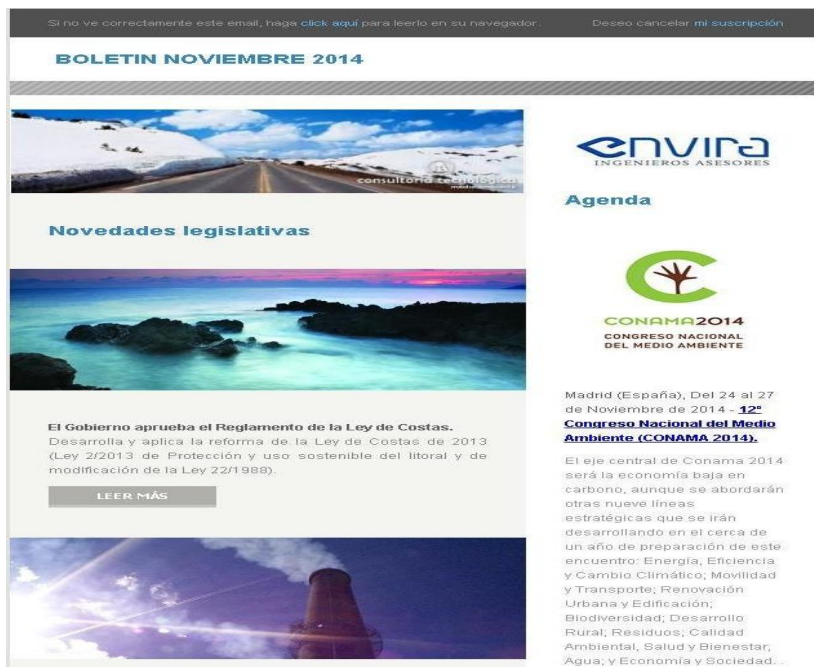 Si no ve correctamente este email, haga click aquí para leerlo en su navegador.
Deseo cancelar mi suscripción
BOLETIN NOVIEMBRE 2014
consultoría tecnológica
Novedades legislativas
El Gobierno aprueba el Reglamento de la Ley de Costas.
Desarrolla y aplica la reforma de la Ley de Costas de 2013
(Ley 2/2013 de Protección y uso sostenible del litoral y de
modificación de la Ley 22/1988).
LEER MÁS
envira
INGENIEROS ASESORES
Agenda
CONAMA2014
CONGRESO NACIONAL
DEL MEDIO AMBIENTE
Madrid (España), Del 24 al 27
de Noviembre de 2014 - 12º
Congreso Nacional del Medio
Ambiente (CONAMA 2014).
El eje central de Conama 2014
será la economía baja en
carbono, aunque se abordarán
otras nueve líneas
estratégicas que se irán
desarrollando en el cerca de
un año de preparación de este
encuentro: Energía, Eficiencia
y Cambio Climático; Movilidad
y Transporte; Renovación
Urbana y Edificación;
Biodiversidad; Desarrollo
Rural; Residuos; Calidad
Ambiental, Salud y Bienestar;
Agua; y Economía y Sociedad..